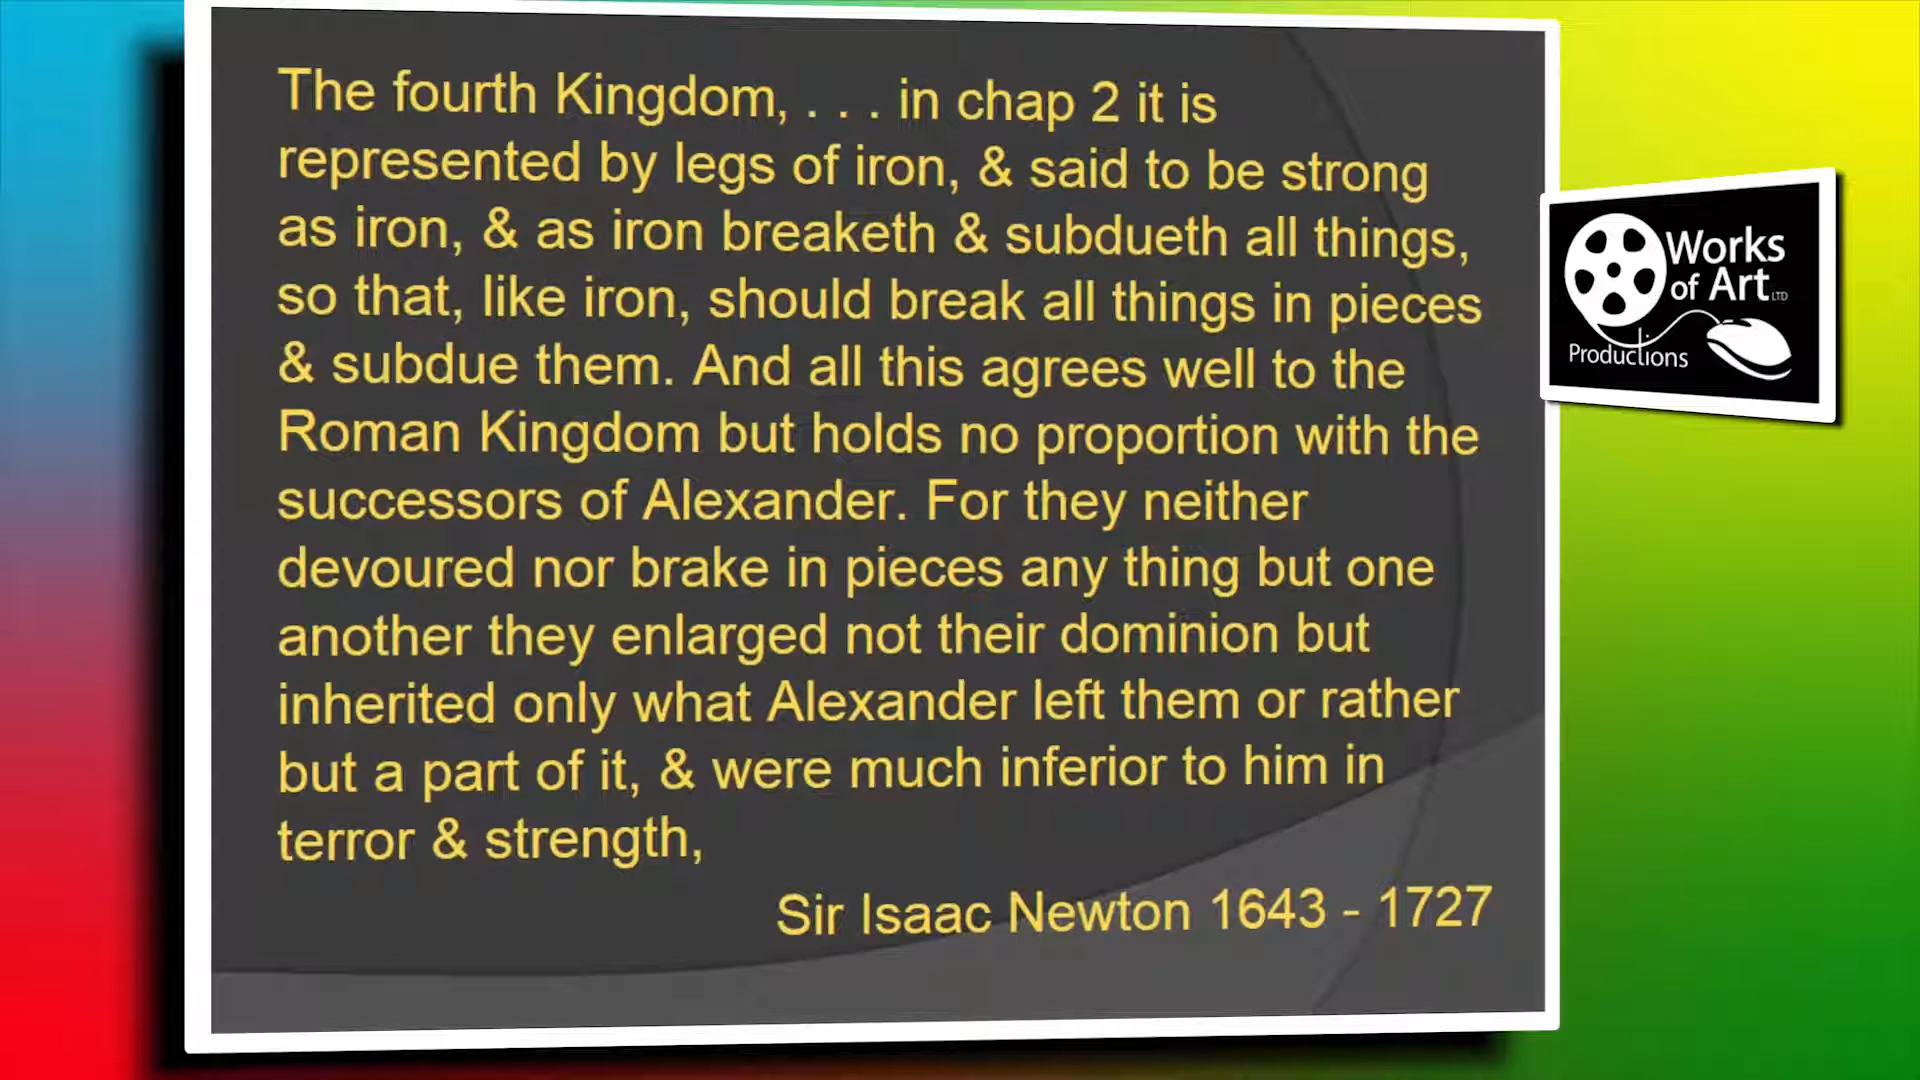 The fourth Kingdom, . . . in chap 2 it is
represented by legs of iron, & said to be strong
as iron, & as iron breaketh & subdueth all things,
so that, like iron, should break all things in pieces
& subdue them. And all this agrees well to the
Roman Kingdom but holds no proportion with the
successors of Alexander. For they neither
devoured nor brake in pieces any thing but one
another they enlarged not their dominion but
inherited only what Alexander left them or rather
but a part of it, & were much inferior to him in
terror & strength,
Sir Isaac Newton 1643 - 1727
Works
of Art LTD
Productions